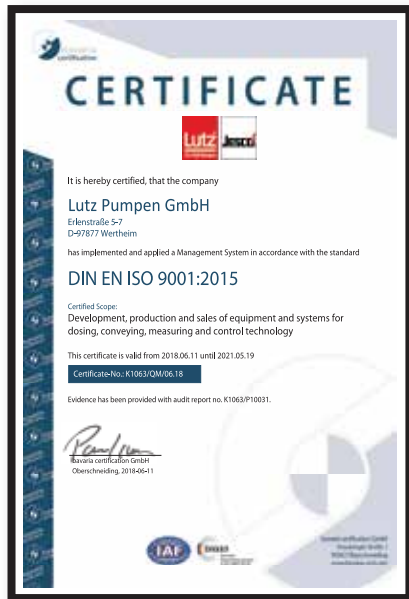 certification
CERTIFICATE
Lutz Jesco
It is hereby certified, that the company
Lutz Pumpen GmbH
Erlenstraße 5-7
D-97877 Wertheim
has implemented and applied a Management System in accordance with the standard
DIN EN ISO 9001:2015
Certified Scope:
Development, production and sales of equipment and systems for
dosing, conveying, measuring and control technology
This certificate is valid from 2018.06.11 until 2021.05.19
Certificate-No.: K1063/QM/06.18
Evidence has been provided with audit report no. K1063/P10031.
bavaria certification GmbH
Oberschneiding, 2018-06-11
IAF